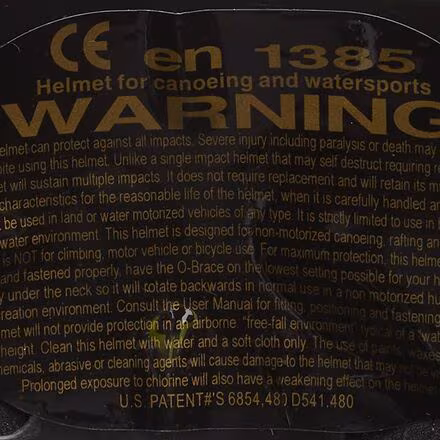 CE en 1385
Helmet for canoeing and watersports
WARNING
elmet can protect against all impacts. Severe injury including paralysis or death may
ite using this helmet. Unlike a single impact helmet that may self destruct requiring
et will sustain multiple impacts. It does not require replacement and will retain its
characteristics for the reasonable life of the helmet, when it is carefully handled
be used in land or water motorized vehicles of any type. It is strictly limited to use in
water environment. This helmet is designed for non-motorized canoeing, rafting
is NOT for climbing, motor vehicle or bicycle use. For maximum protection, this
and fastened properly, have the O-Brace on the lowest setting possible for your
y under the neck so it will rotate backwards in normal use in a non motorized
reation environment. Consult the User Manual for fitting, positioning and fastening
met will not provide protection in an airborne "free-fall environment" typical of a
height. Clean this helmet with water and a soft cloth only. The use of
hemicals, abrasive or cleaning agents will cause damage to the helmet that may not be
Prolonged exposure to chlorine will also have a weakening effect on the
U.S. PATENT#'S 6854,480 D541,480